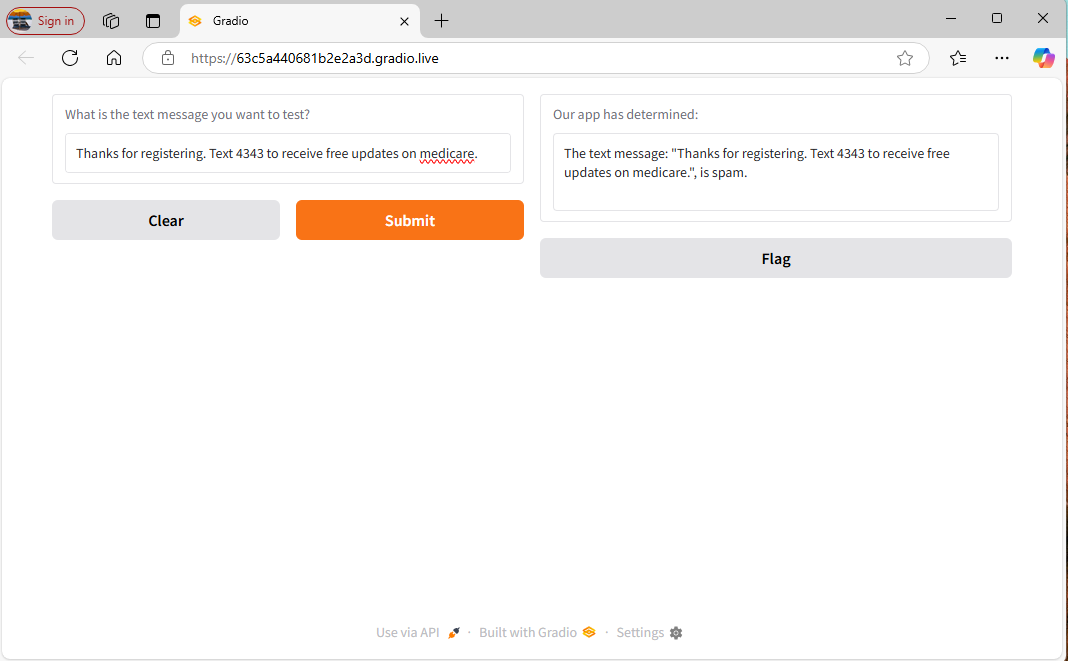 Sign in
Gradio
https://63c5a440681b2e2a3d.gradio.live
What is the text message you want to test?
Thanks for registering. Text 4343 to receive free updates on medicare.
Clear
Submit
Our app has determined:
The text message: "Thanks for registering. Text 4343 to receive free
updates on medicare.", is spam.
Flag
Use via API · Built with Gradio · Settings